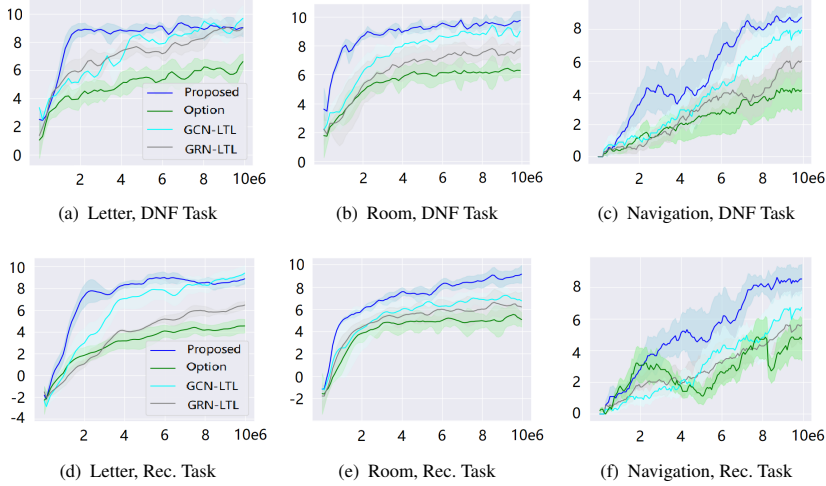 10
8
6
4
2
0
2 4 6 8 10e6
Proposed
Option
GCN-LTL
GRN-LTL
(a) Letter, DNF Task
10
8
6
4
2
0
2 4 6 8 10e6
(b) Room, DNF Task
8
6
4
2
0
2 4 6 8 10e6
(c) Navigation, DNF Task
10
8
6
4
2
0
-2
-4
2 4 6 8 10e6
Proposed
Option
GCN-LTL
GRN-LTL
(d) Letter, Rec. Task
10
8
6
4
2
0
-2
2 4 6 8 10e6
(e) Room, Rec. Task
8
6
4
2
0
2 4 6 8 10e6
(f) Navigation, Rec. Task